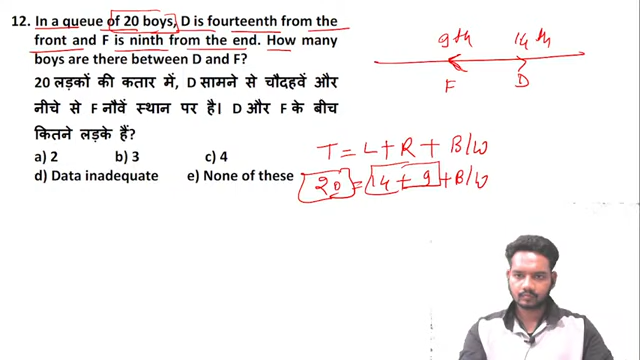 12. In a queue of 20 boys, D is fourteenth from the
front and F is ninth from the end. How many
boys are there between D and F?
20 लड़कों की कतार में, D सामने से चौदहवें और
नीचे से F नौवें स्थान पर है। D और F के बीच
कितने लड़के हैं?
a) 2 b) 3 c) 4
d) Data inadequate e) None of these
9th 14th
F D
T = L + R + B/W
20 = 14 + 9 + B/W